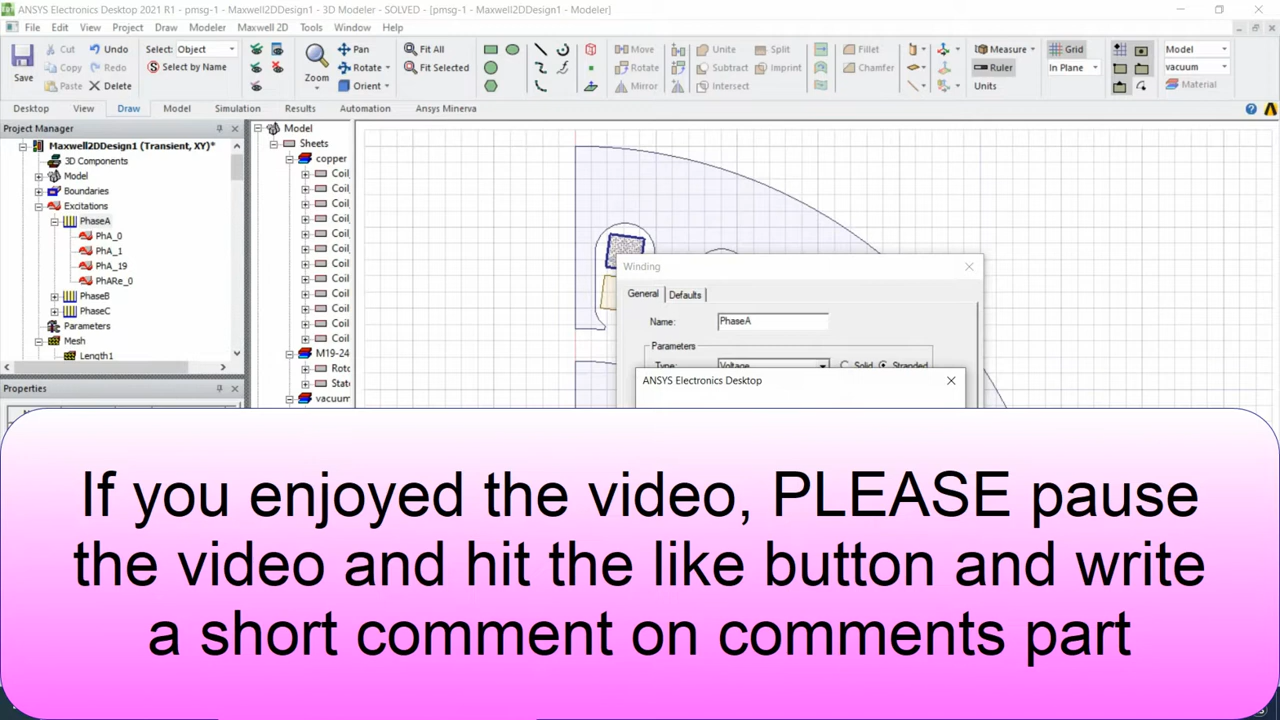 ANSYS Electronics Desktop 2021 R1 - pmsg-1 - Maxwell2DDesign1 - 3D Modeler - SOLVED - [pmsg-1 - Maxwell2DDesign1 - Modeler]
File Edit View Project Draw Modeler Maxwell 2D Tools Window Help
Save
Cut Undo Select: Object
Copy Redo Select by Name
Paste Delete
Zoom
Pan
Rotate
Orient
Fit All
Fit Selected
Move
Rotate
Mirror
Unite Split
Subtract Imprint
Intersect
Fillet
Chamfer
Measure
Ruler
Units
Grid
In Plane
Model
vacuum
Material
Desktop View Draw Model Simulation Results Automation Ansys Minerva
Project Manager
Maxwell2DDesign1 (Transient, XY)*
3D Components
Model
Boundaries
Excitations
PhaseA
PhA_0
PhA_1
PhA_19
PhARe_0
PhaseB
PhaseC
Parameters
Mesh
Length1
Properties
Model
Sheets
copper
Coil
Coil
Coil
Coil
Coil
Coil
Coil
Coil
Coil
Coil
Coil
Coil
M19-24
Roto
Stat
vacuum
Winding
General Defaults
Name: PhaseA
Parameters
Type: Voltage Solid Stranded
ANSYS Electronics Desktop
If you enjoyed the video, PLEASE pause
the video and hit the like button and write
a short comment on comments part